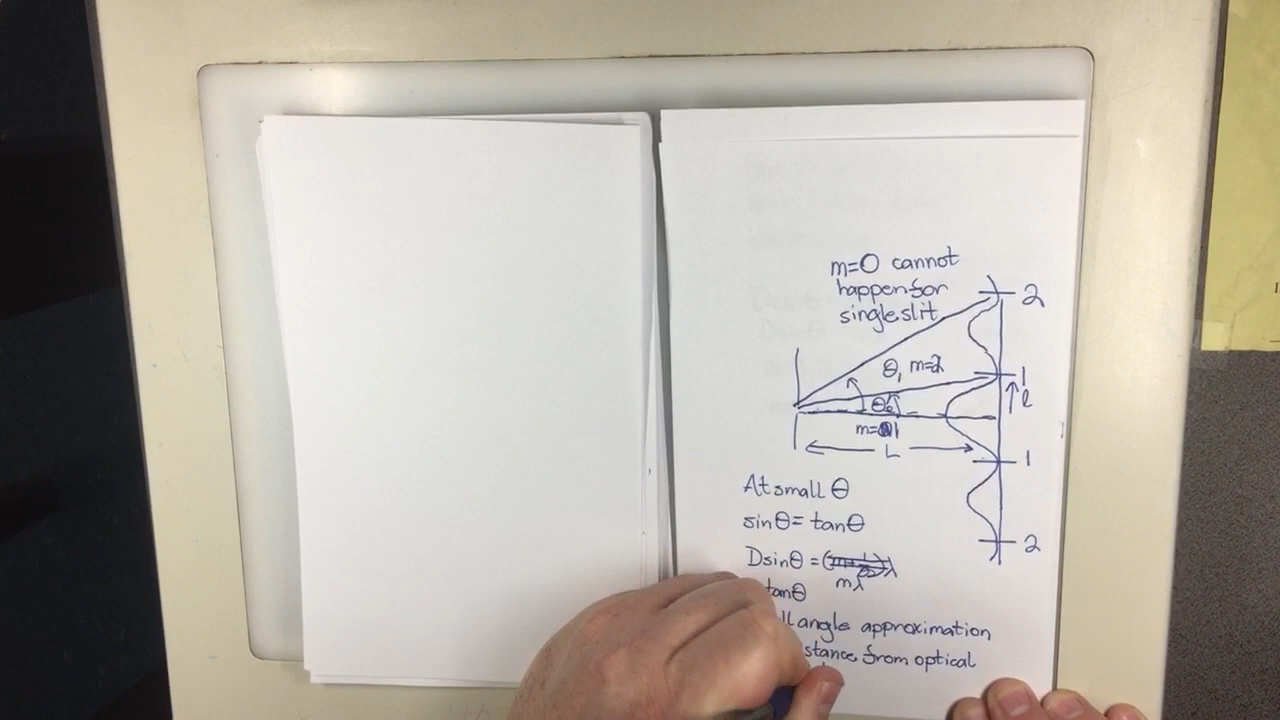 m=0 cannot
happen for
single slit
2
θ, m=2
1
ℓ
θ
m=1
L
1
At small θ
sinθ = tanθ
2
Dsinθ =
mλ
tanθ
angle approximation
from optical